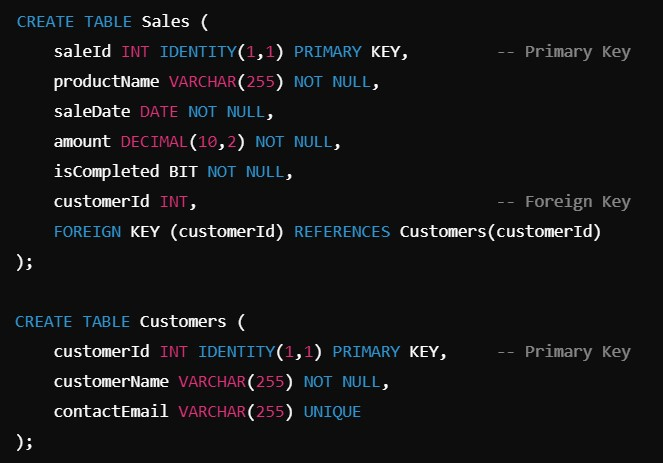 CREATE TABLE Sales (
    saleId INT IDENTITY(1,1) PRIMARY KEY,         -- Primary Key
    productName VARCHAR(255) NOT NULL,
    saleDate DATE NOT NULL,
    amount DECIMAL(10,2) NOT NULL,
    isCompleted BIT NOT NULL,
    customerId INT,                               -- Foreign Key
    FOREIGN KEY (customerId) REFERENCES Customers(customerId)
);

CREATE TABLE Customers (
    customerId INT IDENTITY(1,1) PRIMARY KEY,     -- Primary Key
    customerName VARCHAR(255) NOT NULL,
    contactEmail VARCHAR(255) UNIQUE
);